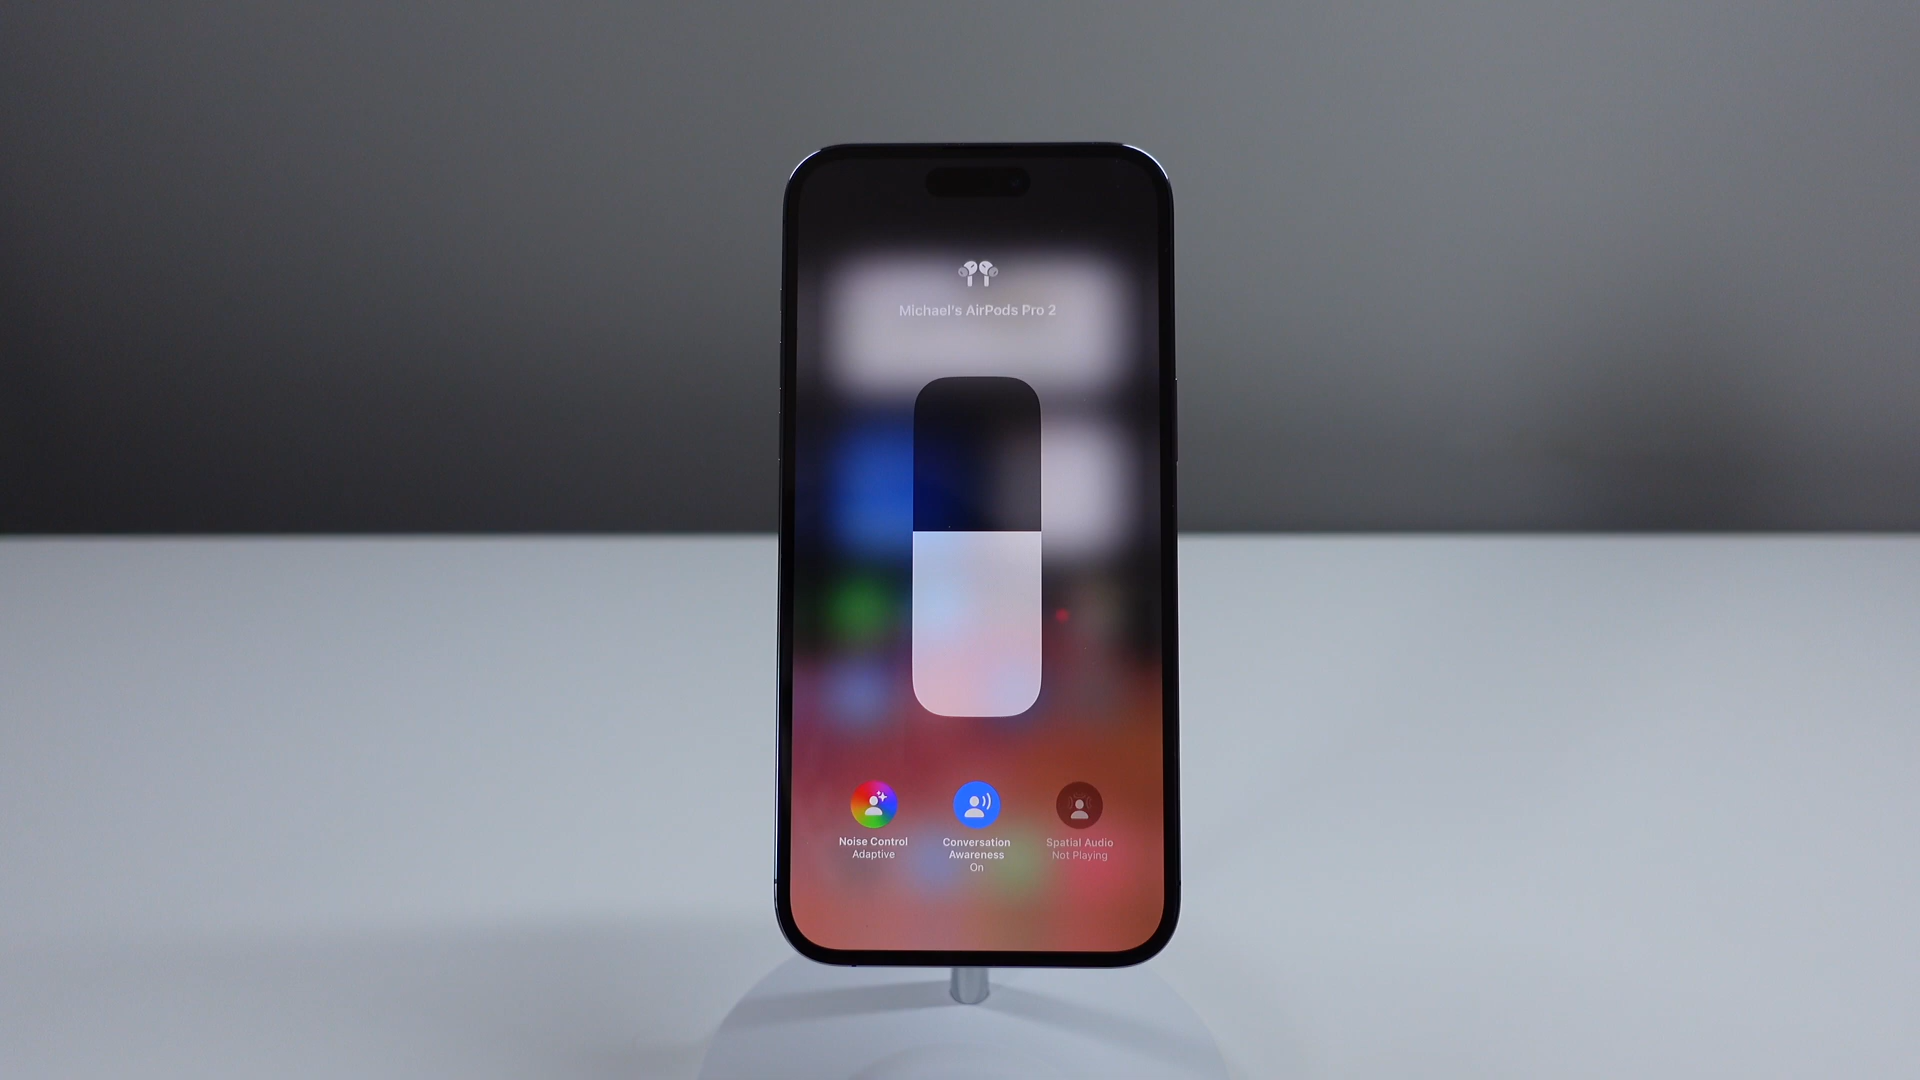 Michael's AirPods Pro 2
Noise Control
Adaptive
Conversation
Awareness
On
Spatial Audio
Not Playing